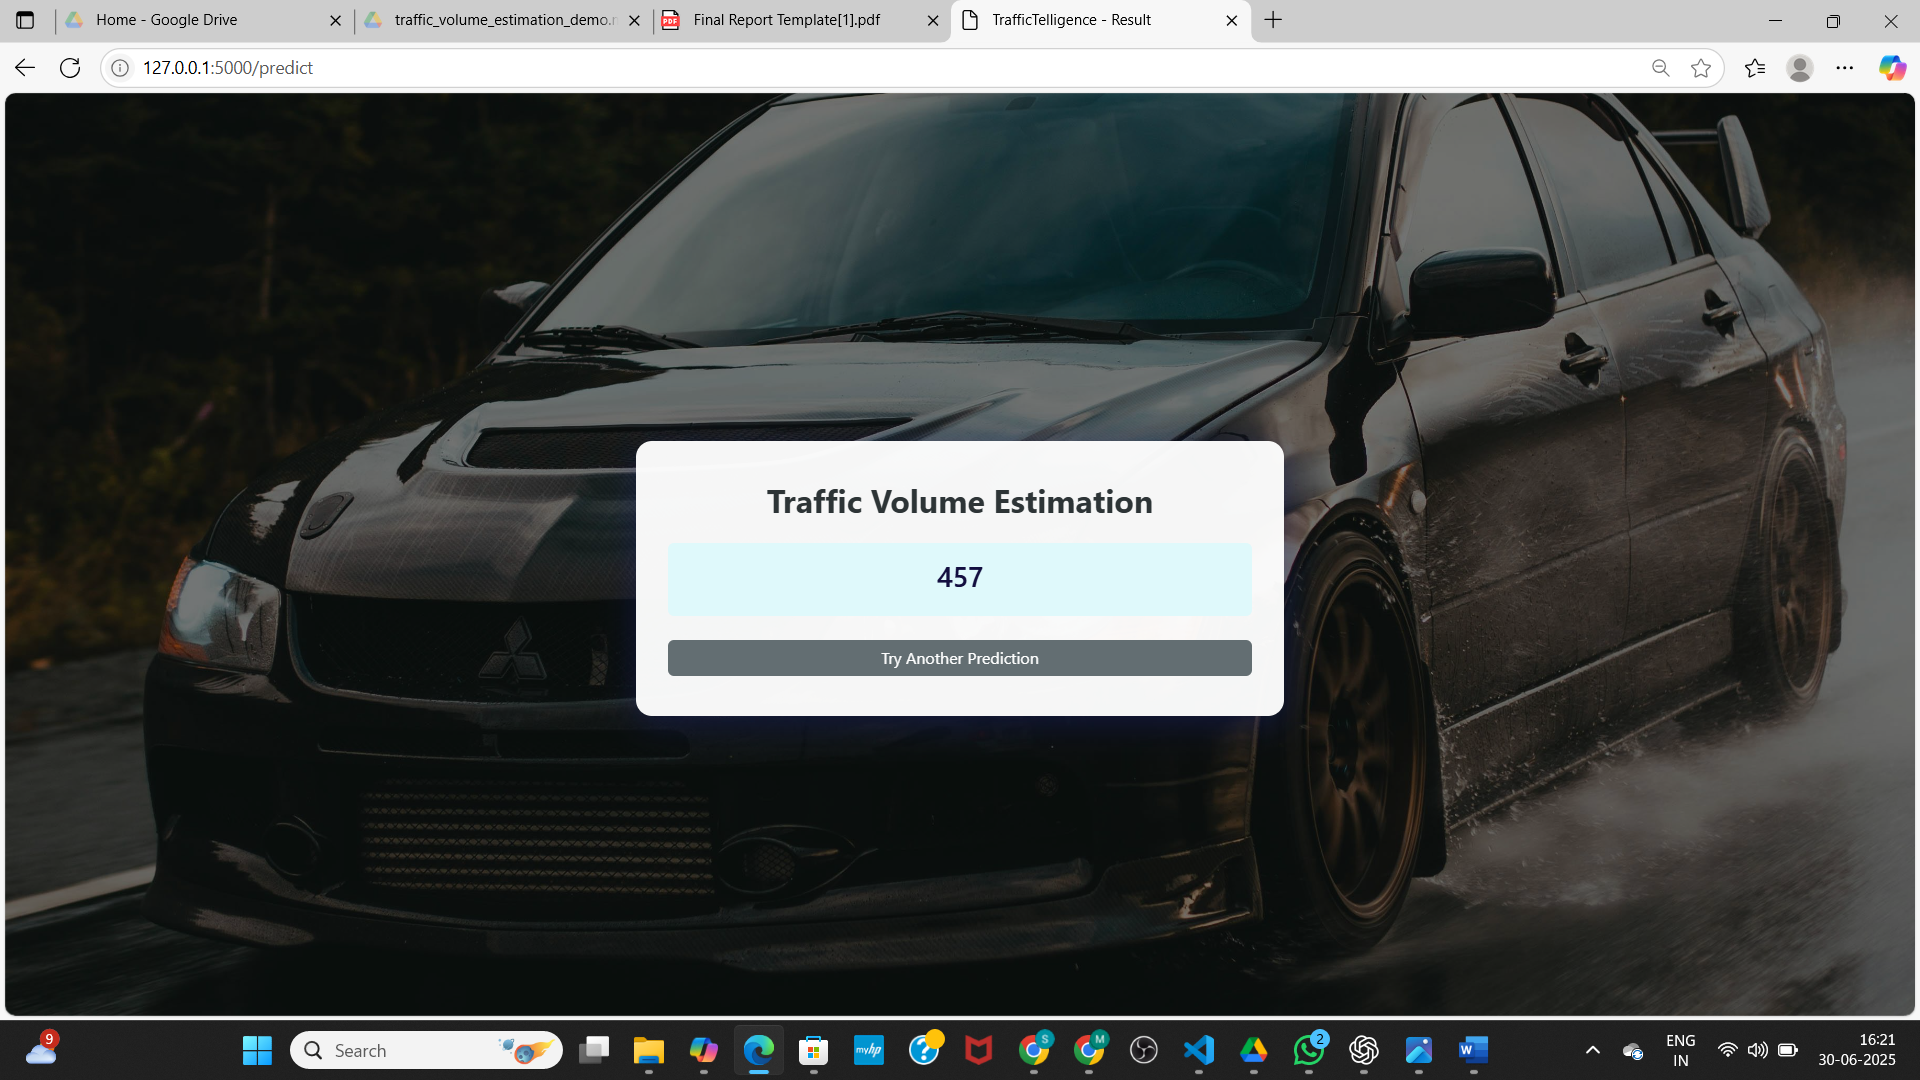 Home - Google Drive
traffic_volume_estimation_demo.
Final Report Template[1].pdf
TrafficTelligence - Result
127.0.0.1:5000/predict
Traffic Volume Estimation
457
Try Another Prediction
9
Search
myhp
S
M
2
ENG
IN
16:21
30-06-2025